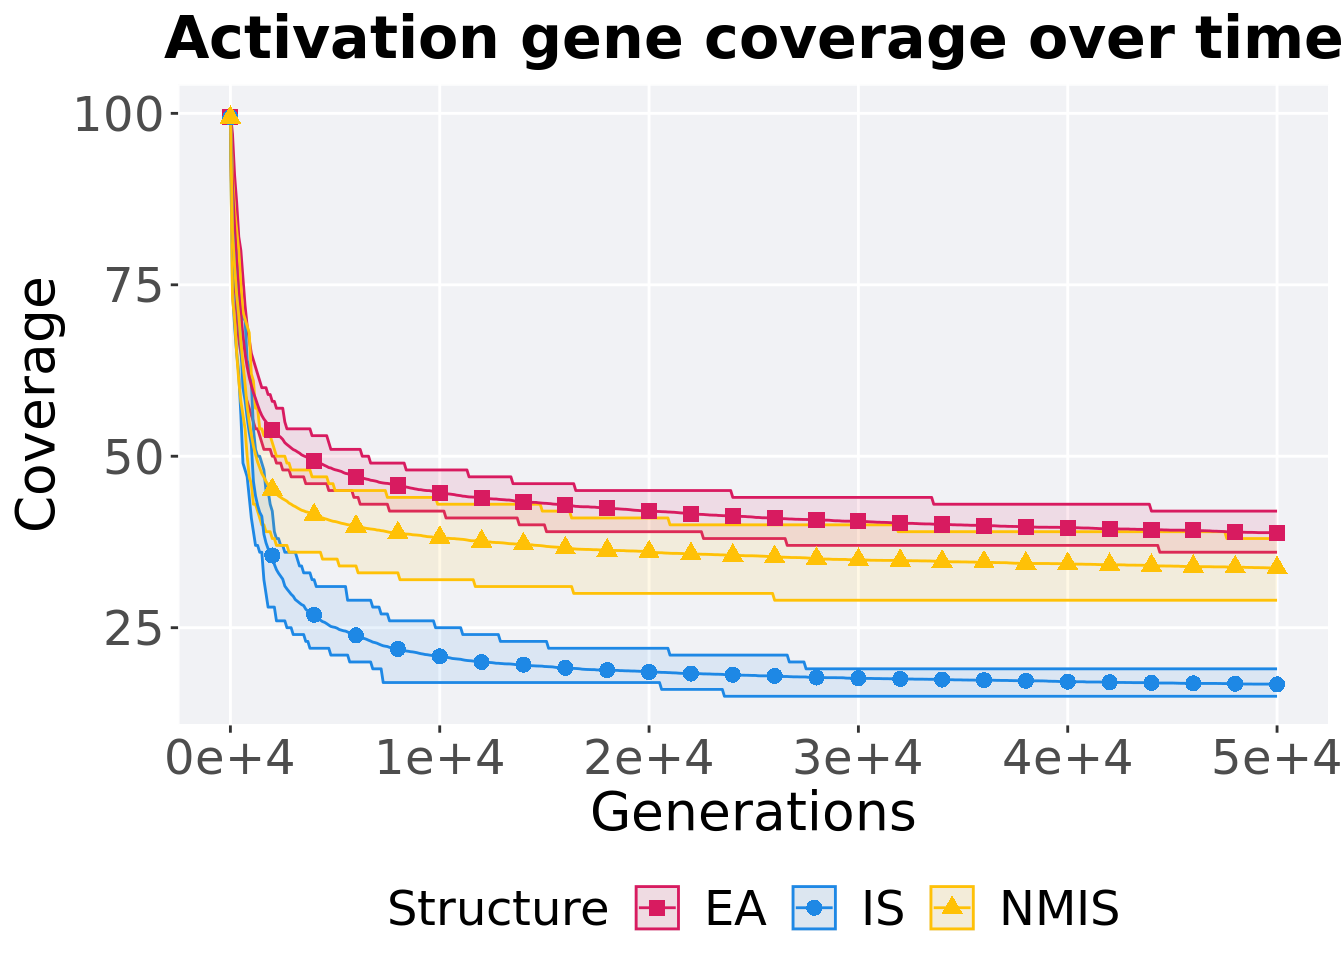 Activation gene coverage over time
Coverage
100
75
50
25
0e+4 1e+4 2e+4 3e+4 4e+4 5e+4
Generations
Structure EA IS NMIS